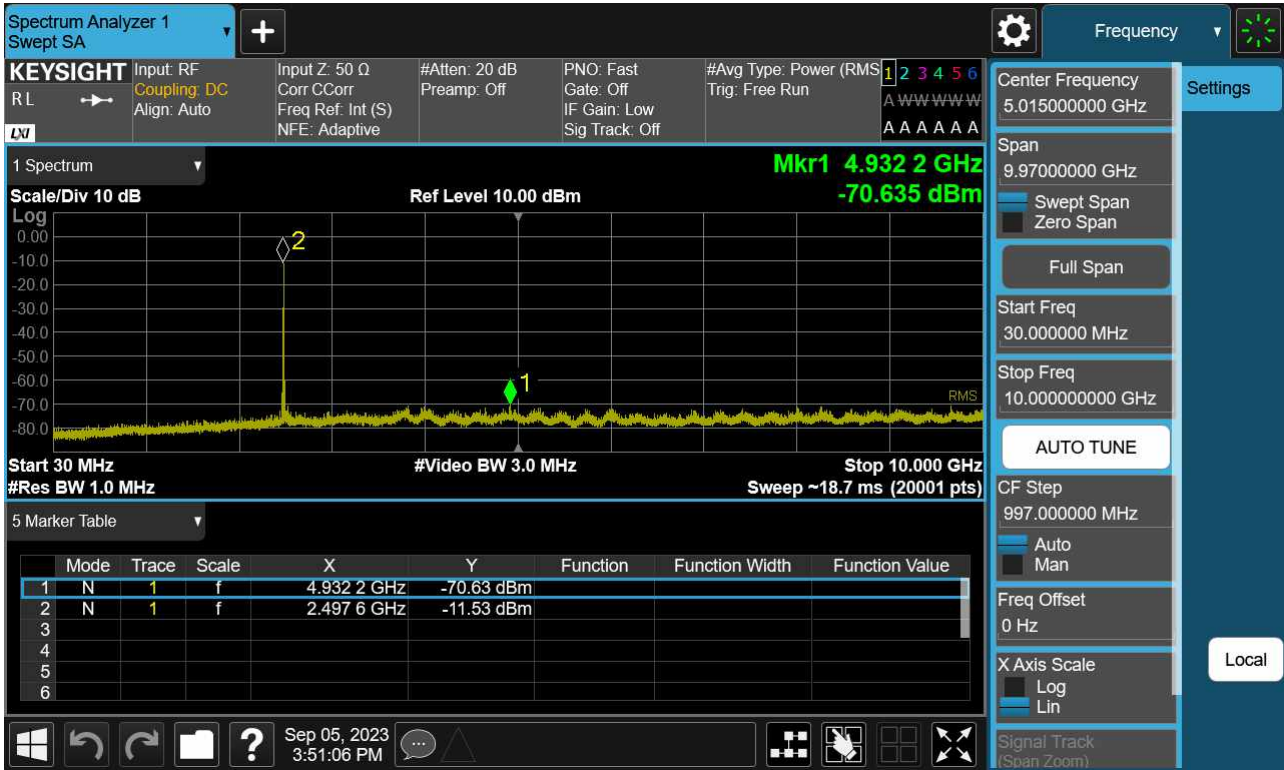 Spectrum Analyzer 1
Swept SA
+
Frequency
KEYSIGHT
R L
LXI
Input: RF
Coupling: DC
Align: Auto
Input Z: 50 Ω
Corr CCorr
Freq Ref: Int (S)
NFE: Adaptive
#Atten: 20 dB
Preamp: Off
PNO: Fast
Gate: Off
IF Gain: Low
Sig Track: Off
#Avg Type: Power (RMS
Trig: Free Run
1 2 3 4 5 6
A W W W W W
A A A A A A
1 Spectrum
Scale/Div 10 dB
Ref Level 10.00 dBm
Mkr1 4.932 2 GHz
-70.635 dBm
Log
0.00
-10.0
-20.0
-30.0
-40.0
-50.0
-60.0
-70.0
-80.0
2
1
RMS
Start 30 MHz
#Video BW 3.0 MHz
Stop 10.000 GHz
#Res BW 1.0 MHz
Sweep ~18.7 ms (20001 pts)
5 Marker Table
Mode Trace Scale X Y Function Function Width Function Value
1 N 1 f 4.932 2 GHz -70.63 dBm
2 N 1 f 2.497 6 GHz -11.53 dBm
3
4
5
6
?
Sep 05, 2023
3:51:06 PM
Center Frequency
5.015000000 GHz
Span
9.97000000 GHz
Swept Span
Zero Span
Full Span
Start Freq
30.000000 MHz
Stop Freq
10.000000000 GHz
AUTO TUNE
CF Step
997.000000 MHz
Auto
Man
Freq Offset
0 Hz
X Axis Scale
Log
Lin
Signal Track
(Span Zoom)
Settings
Local